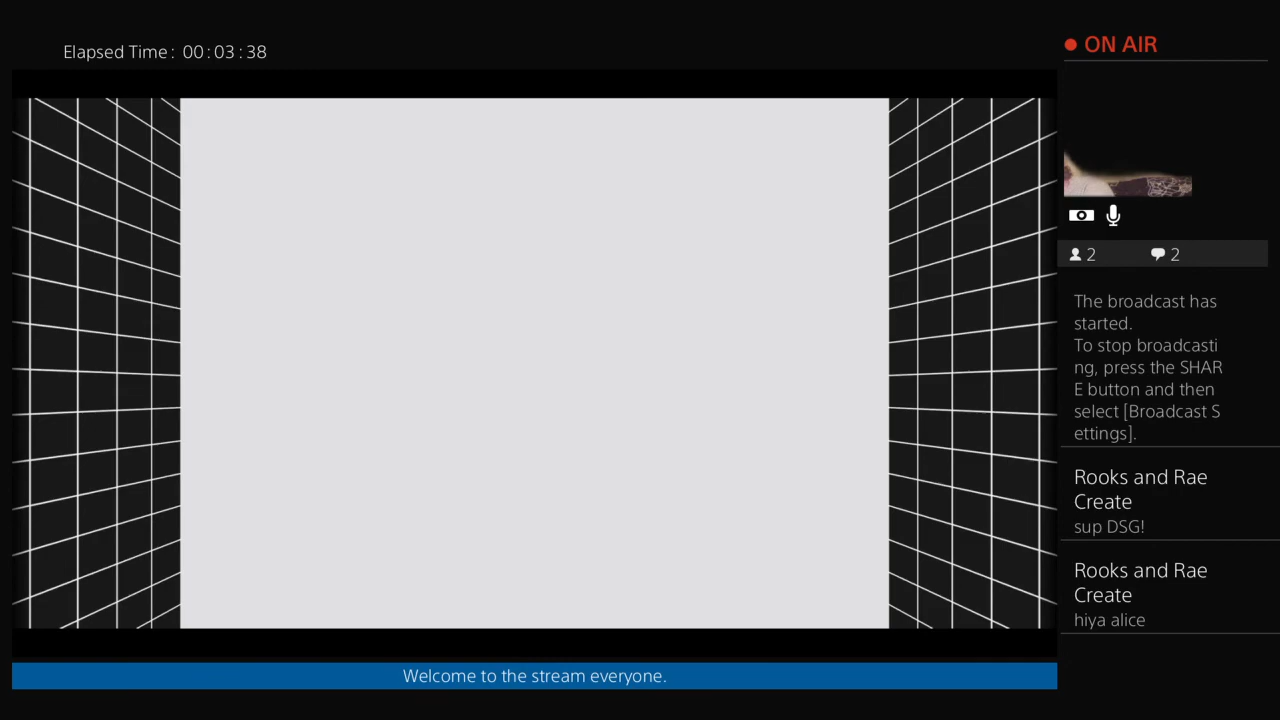 Elapsed Time: 00:03:38
ON AIR
2 2
The broadcast has
started.
To stop broadcasti
ng, press the SHAR
E button and then
select [Broadcast S
ettings].
Rooks and Rae
Create
sup DSG!
Rooks and Rae
Create
hiya alice
Welcome to the stream everyone.